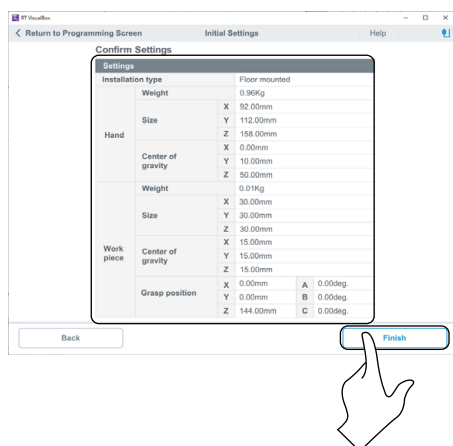 RT VisualBox
Return to Programming Screen Initial Settings Help
Confirm Settings
Settings
Installation type Floor mounted
Hand
Weight 0.96Kg
Size X 92.00mm
Y 112.00mm
Z 158.00mm
Center of gravity X 0.00mm
Y 10.00mm
Z 50.00mm
Work piece
Weight 0.01Kg
Size X 30.00mm
Y 30.00mm
Z 30.00mm
Center of gravity X 15.00mm
Y 15.00mm
Z 15.00mm
Grasp position X 0.00mm A 0.00deg.
Y 0.00mm B 0.00deg.
Z 144.00mm C 0.00deg.
Back Finish